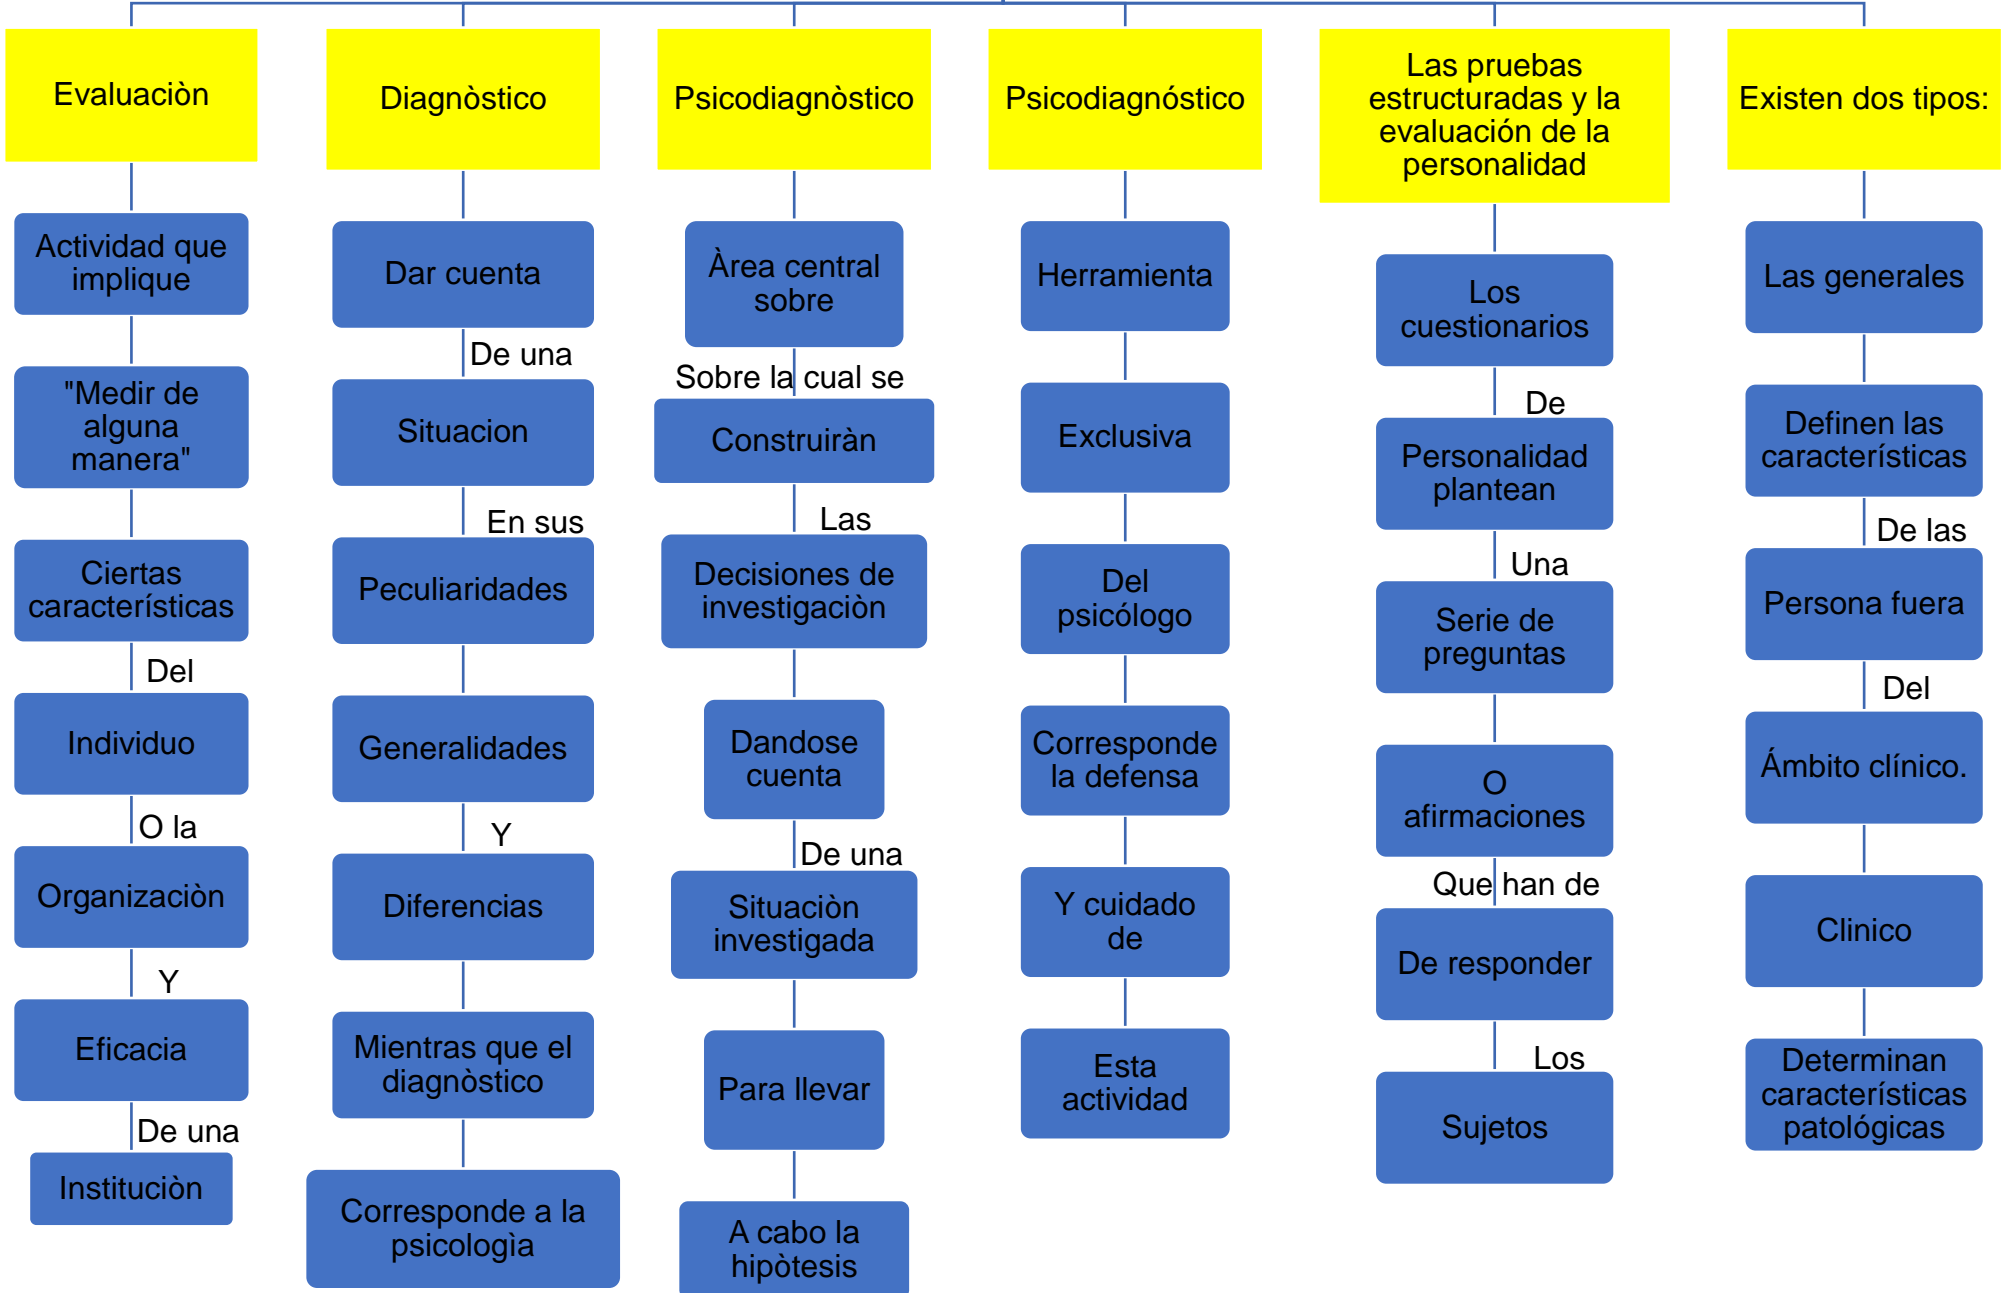 Evaluaciòn
Actividad que
implique
"Medir de
alguna
manera"
Ciertas
características
Del
Individuo
O la
Organizaciòn
Y
Eficacia
De una
Instituciòn
Diagnòstico
Dar cuenta
De una
Situacion
En sus
Peculiaridades
Generalidades
Y
Diferencias
Mientras que el
diagnòstico
Corresponde a la
psicologìa
Psicodiagnòstico
Àrea central
sobre
Sobre la cual se
Construiràn
Las
Decisiones de
investigaciòn
Dandose
cuenta
De una
Situaciòn
investigada
Para llevar
A cabo la
hipòtesis
Psicodiagnóstico
Herramienta
Exclusiva
Del
psicólogo
Corresponde
la defensa
Y cuidado
de
Esta
actividad
Las pruebas
estructuradas y la
evaluación de la
personalidad
Los
cuestionarios
De
Personalidad
plantean
Una
Serie de
preguntas
O
afirmaciones
Que han de
De responder
Los
Sujetos
Existen dos tipos:
Las generales
Definen las
características
De las
Persona fuera
Del
Ámbito clínico.
Clinico
Determinan
características
patológicas